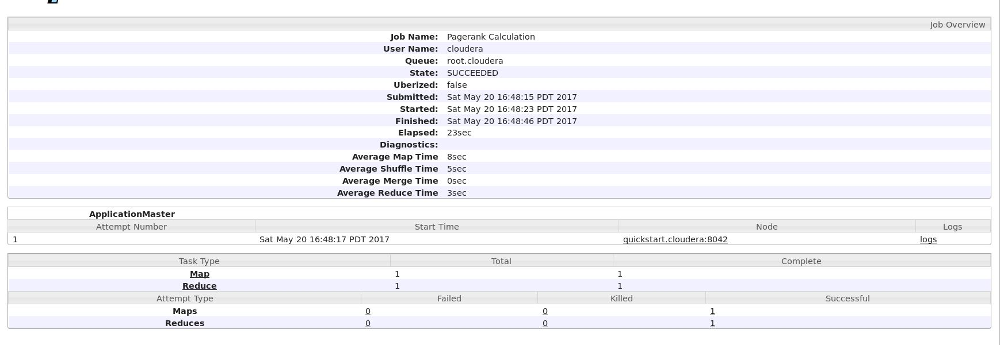 Job Overview
Job Name: Pagerank Calculation
User Name: cloudera
Queue: root.cloudera
State: SUCCEEDED
Uberized: false
Submitted: Sat May 20 16:48:15 PDT 2017
Started: Sat May 20 16:48:23 PDT 2017
Finished: Sat May 20 16:48:46 PDT 2017
Elapsed: 23sec
Diagnostics:
Average Map Time 8sec
Average Shuffle Time 5sec
Average Merge Time 0sec
Average Reduce Time 3sec
ApplicationMaster
Attempt Number Start Time Node Logs
1 Sat May 20 16:48:17 PDT 2017 quickstart.cloudera:8042 logs
Task Type Total Complete
Map 1 1
Reduce 1 1
Attempt Type Failed Killed Successful
Maps 0 0 1
Reduces 0 0 1